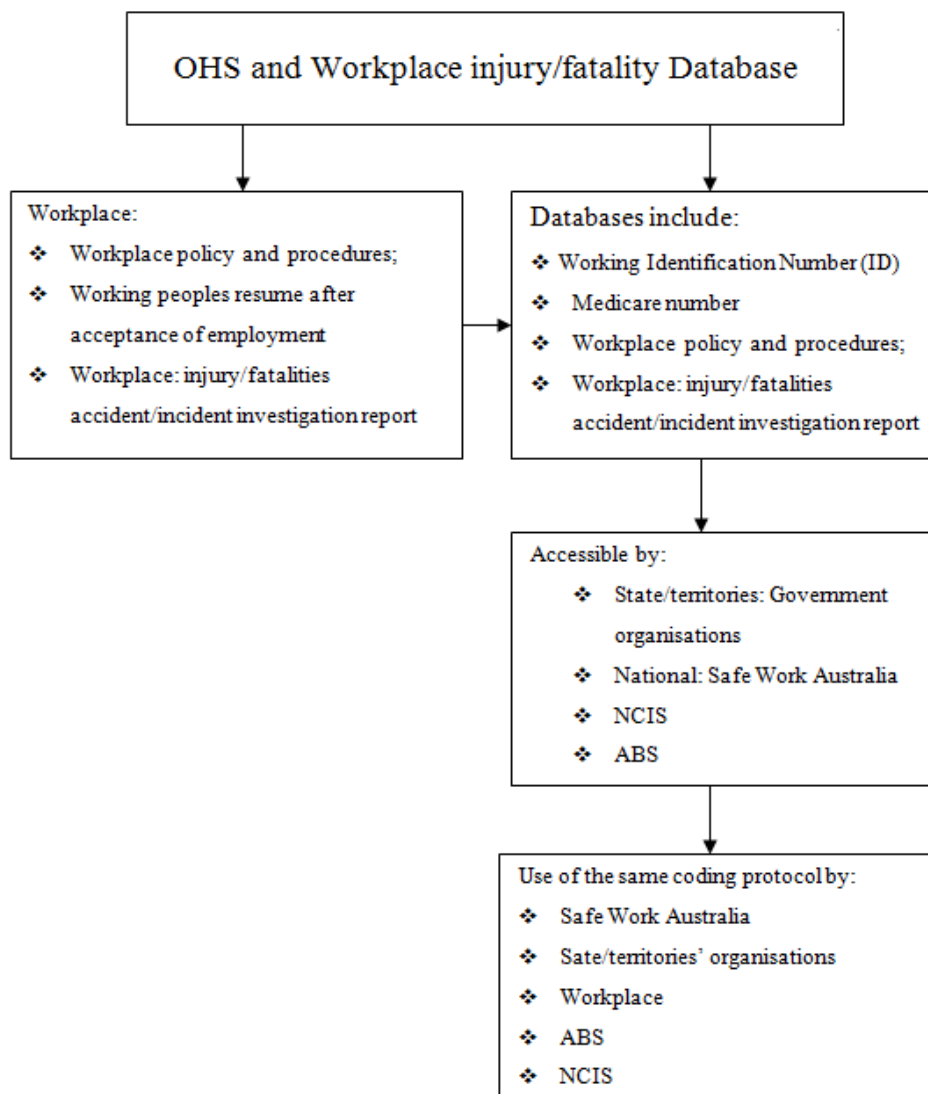 OHS and Workplace injury/fatality Database
Workplace:
❖ Workplace policy and procedures;
❖ Working peoples resume after
acceptance of employment
❖ Workplace: injury/fatalities
accident/incident investigation report
Databases include:
❖ Working Identification Number (ID)
❖ Medicare number
❖ Workplace policy and procedures;
❖ Workplace: injury/fatalities
accident/incident investigation report
Accessible by:
❖ State/territories: Government
organisations
❖ National: Safe Work Australia
❖ NCIS
❖ ABS
Use of the same coding protocol by:
❖ Safe Work Australia
❖ Sate/territories’ organisations
❖ Workplace
❖ ABS
❖ NCIS